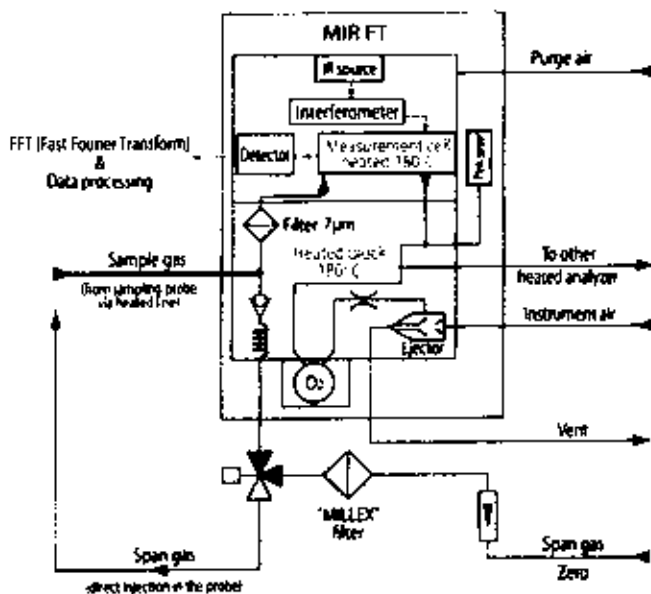 MIR FT
IR source
Purge air
Interferometer
FFT (Fast Fourier Transform)
&
Data processing
Detector
Measurement cell
heated 180°C
Filter 2µm
Sample gas
(from sampling probe
via heated line)
Heated block
180°C
To other
heated analyzer
Instrument air
Ejector
O₂
Vent
"MILLEX"
filter
Span gas
(direct injection in the probe)
Span gas
Zero